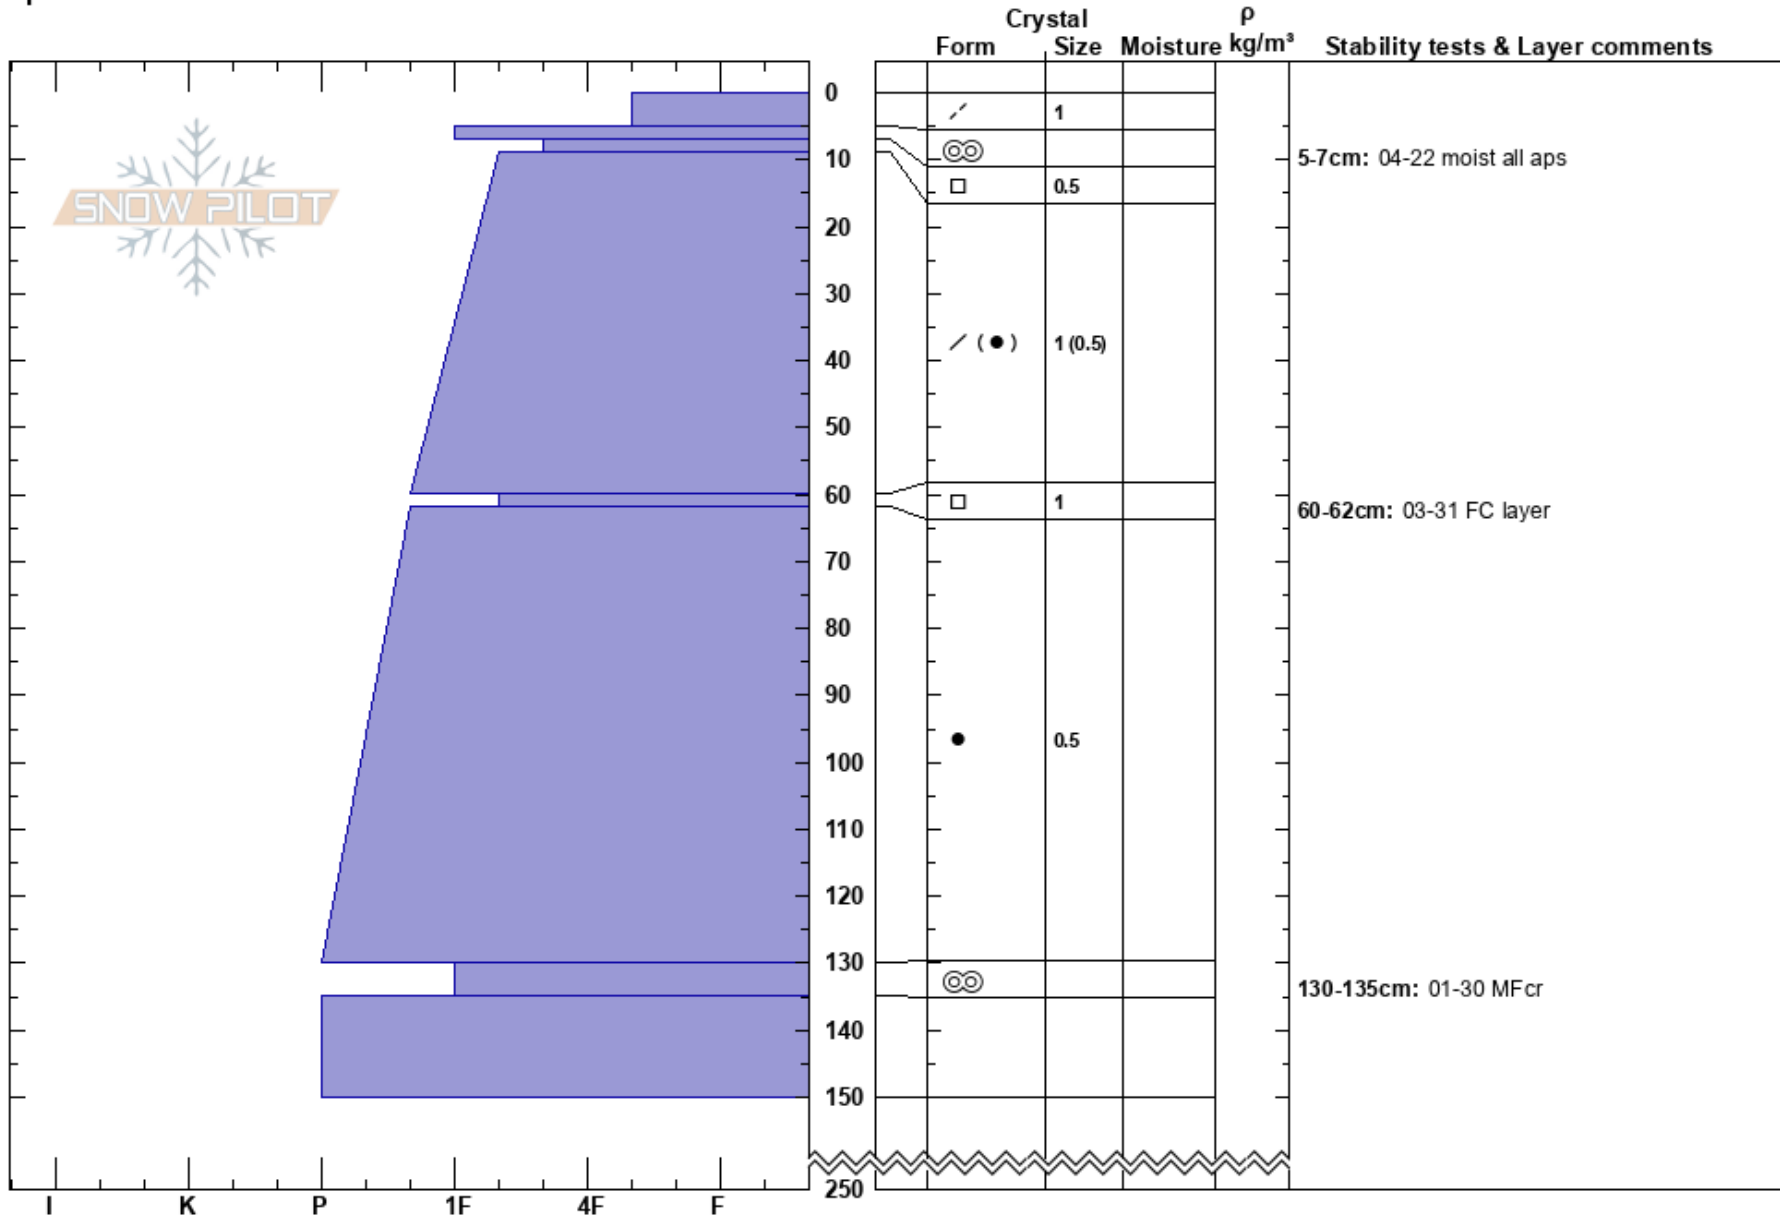 Crystal
ρ
Form Size Moisture kg/m³ Stability tests & Layer comments
SNOW PILOT
0
1
5-7cm: 04-22 moist all aps
10
0.5
20
30
1 (0.5)
40
50
60
1
60-62cm: 03-31 FC layer
70
80
90
0.5
100
110
120
130
130-135cm: 01-30 MFcr
140
150
250
I K P 1F 4F F